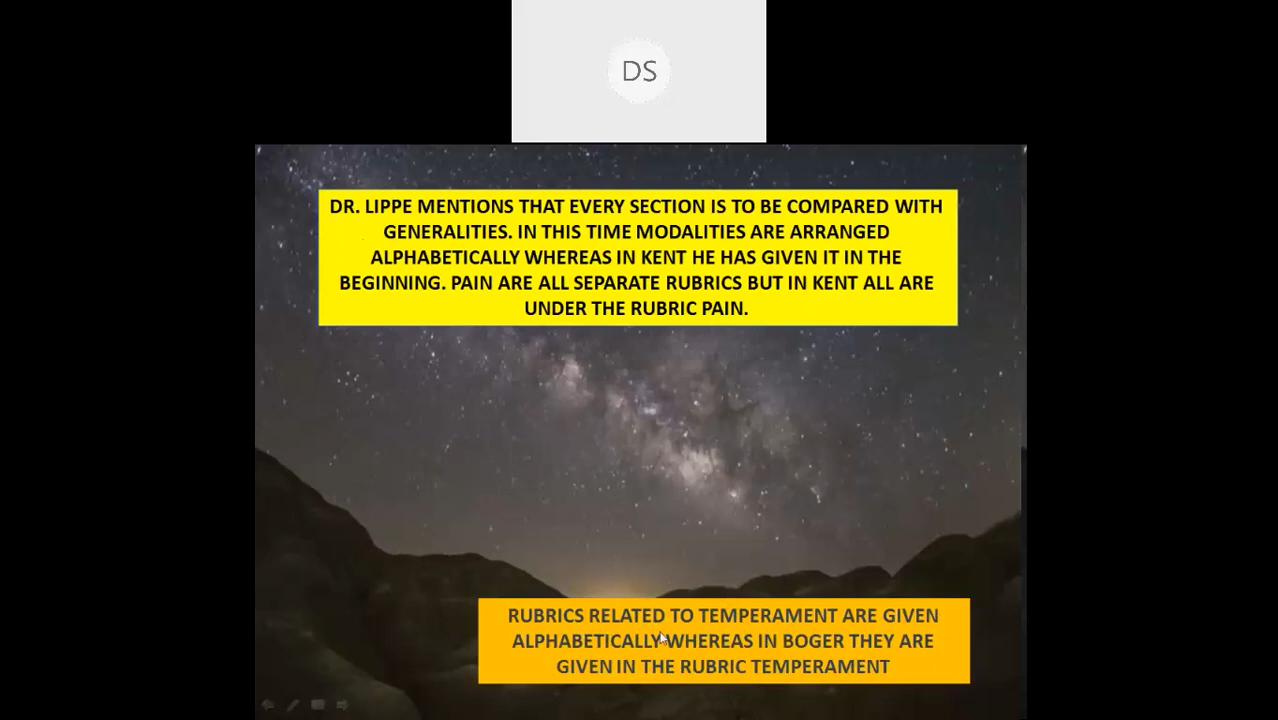 DS
DR. LIPPE MENTIONS THAT EVERY SECTION IS TO BE COMPARED WITH
GENERALITIES. IN THIS TIME MODALITIES ARE ARRANGED
ALPHABETICALLY WHEREAS IN KENT HE HAS GIVEN IT IN THE
BEGINNING. PAIN ARE ALL SEPARATE RUBRICS BUT IN KENT ALL ARE
UNDER THE RUBRIC PAIN.
RUBRICS RELATED TO TEMPERAMENT ARE GIVEN
ALPHABETICALLY WHEREAS IN BOGER THEY ARE
GIVEN IN THE RUBRIC TEMPERAMENT